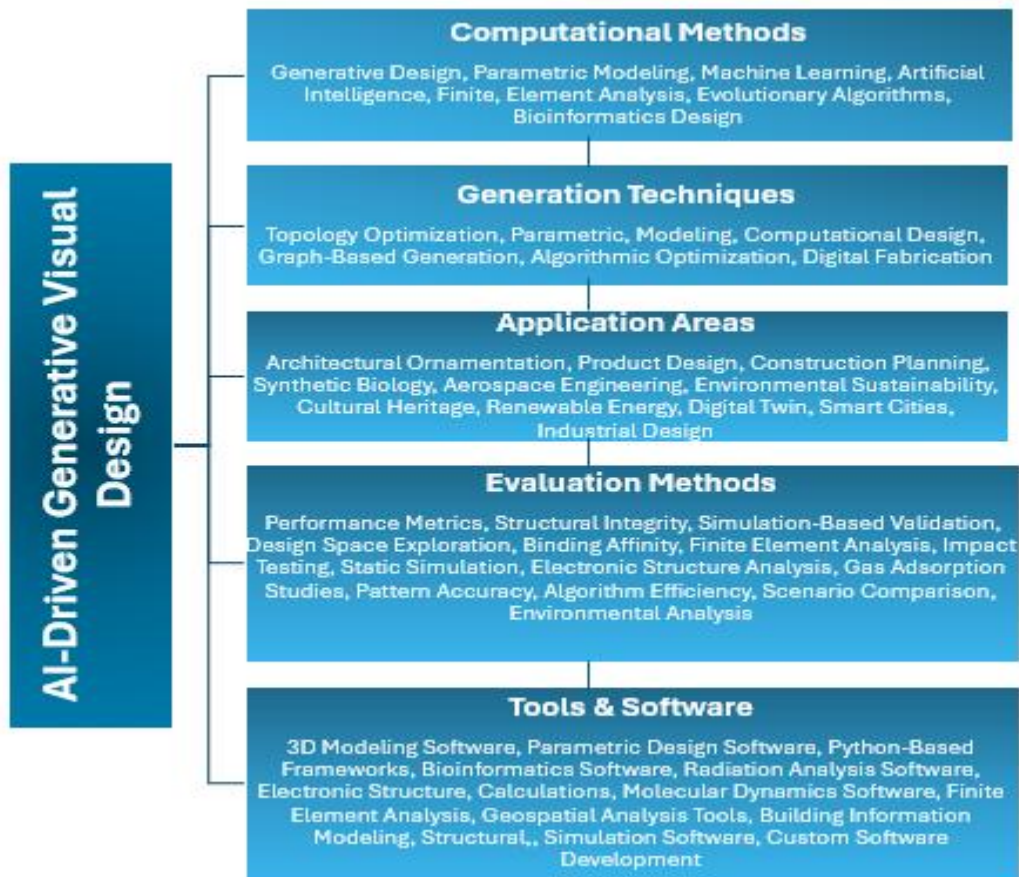 AI-Driven Generative Visual
Design
Computational Methods
Generative Design, Parametric Modeling, Machine Learning, Artificial
Intelligence, Finite, Element Analysis, Evolutionary Algorithms,
Bioinformatics Design
Generation Techniques
Topology Optimization, Parametric, Modeling, Computational Design,
Graph-Based Generation, Algorithmic Optimization, Digital Fabrication
Application Areas
Architectural Ornamentation, Product Design, Construction Planning,
Synthetic Biology, Aerospace Engineering, Environmental Sustainability,
Cultural Heritage, Renewable Energy, Digital Twin, Smart Cities,
Industrial Design
Evaluation Methods
Performance Metrics, Structural Integrity, Simulation-Based Validation,
Design Space Exploration, Binding Affinity, Finite Element Analysis, Impact
Testing, Static Simulation, Electronic Structure Analysis, Gas Adsorption
Studies, Pattern Accuracy, Algorithm Efficiency, Scenario Comparison,
Environmental Analysis
Tools & Software
3D Modeling Software, Parametric Design Software, Python-Based
Frameworks, Bioinformatics Software, Radiation Analysis Software,
Electronic Structure, Calculations, Molecular Dynamics Software, Finite
Element Analysis, Geospatial Analysis Tools, Building Information
Modeling, Structural,, Simulation Software, Custom Software
Development